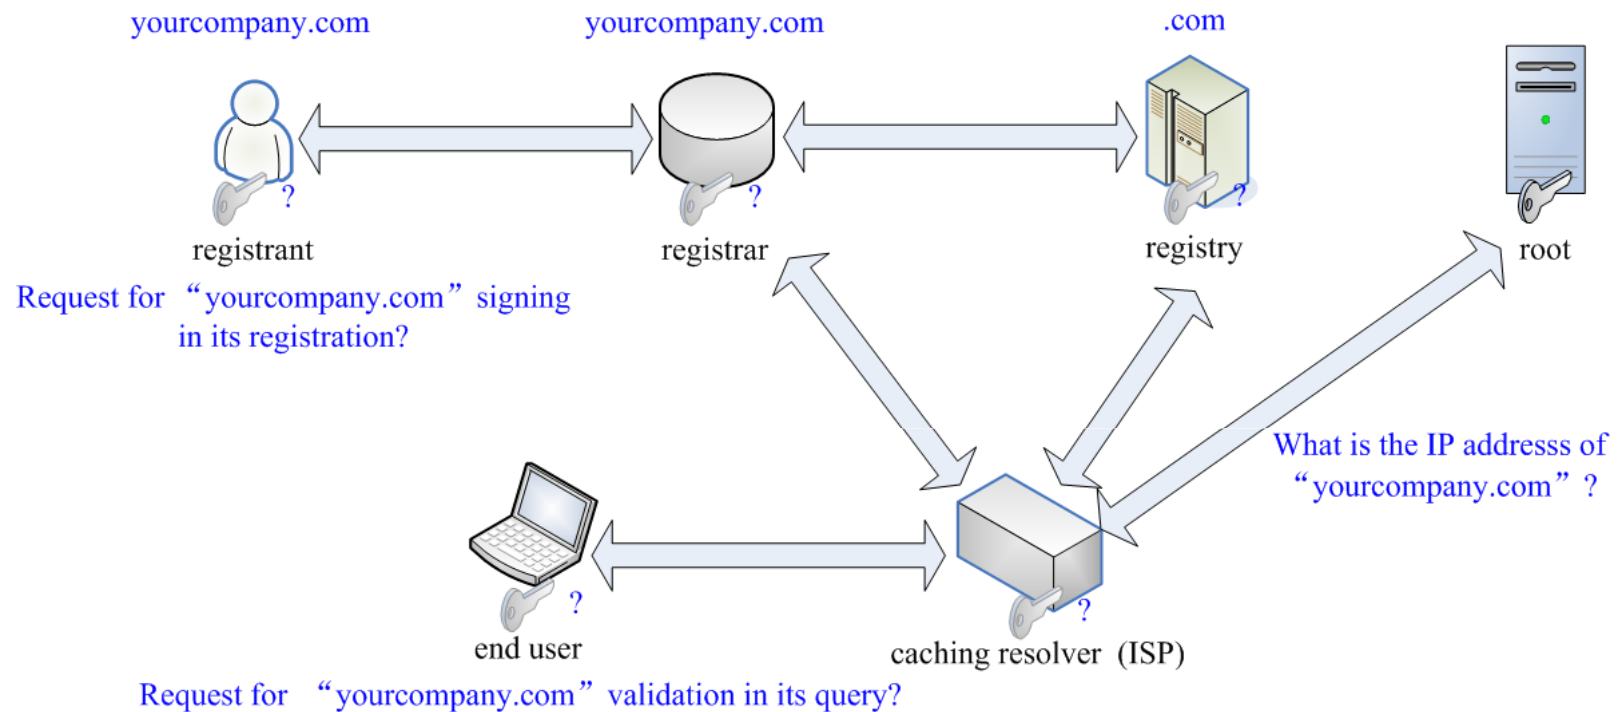 yourcompany.com
yourcompany.com
.com
?
?
?
registrant
registrar
registry
root
Request for “yourcompany.com” signing
in its registration?
What is the IP addresss of
“yourcompany.com” ?
?
?
end user
caching resolver (ISP)
Request for “yourcompany.com” validation in its query?